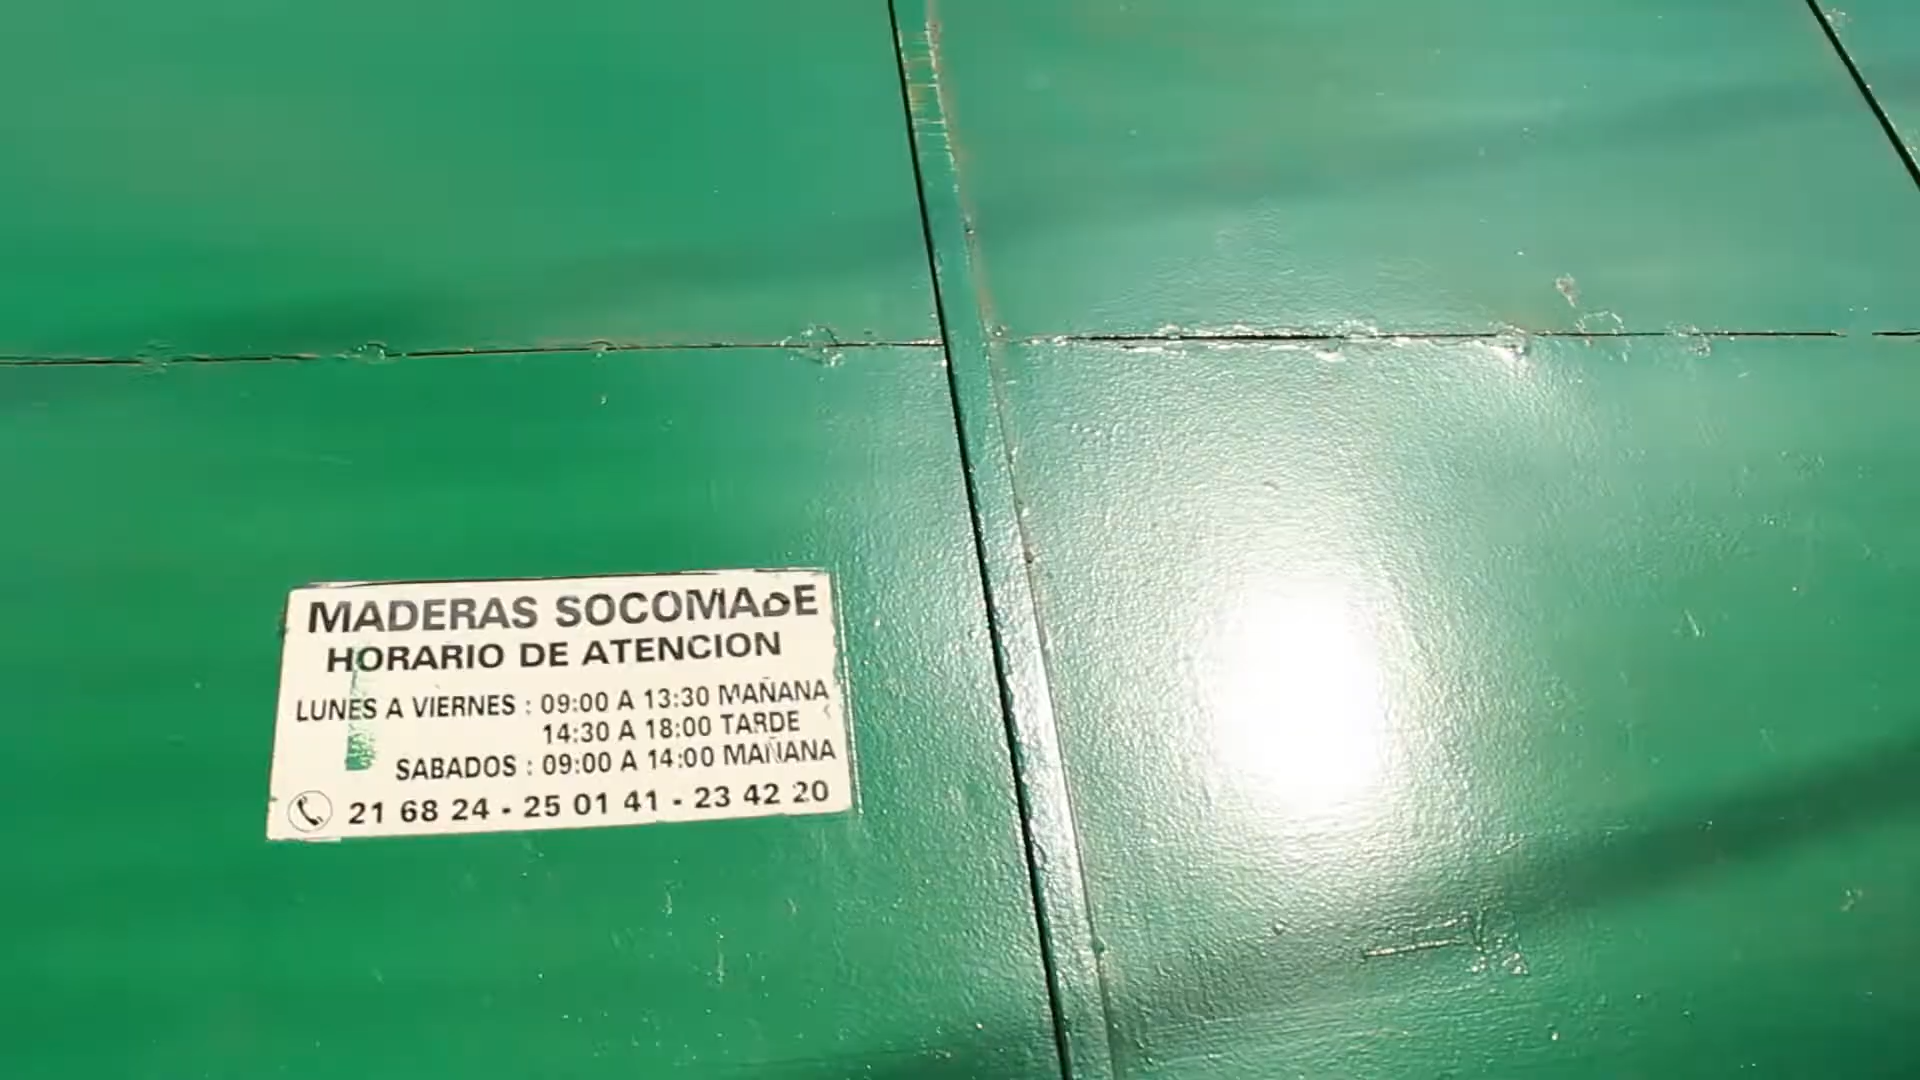 MADERAS SOCOMADE
HORARIO DE ATENCION
LUNES A VIERNES : 09:00 A 13:30 MAÑANA
14:30 A 18:00 TARDE
SABADOS : 09:00 A 14:00 MAÑANA
21 68 24 - 25 01 41 - 23 42 20